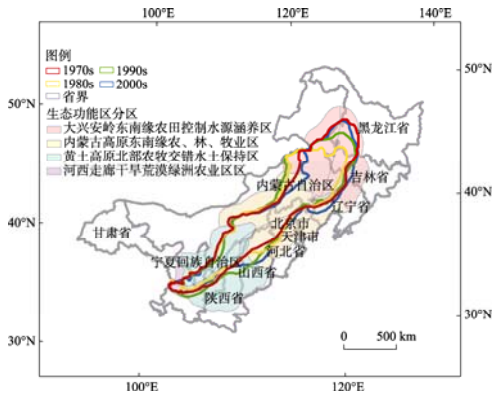 100°E
120°E
140°E
图例
1970s
1990s
1980s
2000s
省界
生态功能区分区
大兴安岭东南缘农田控制水源涵养区
内蒙古高原东南缘农、林、牧业区
黄土高原北部农牧交错水土保持区
河西走廊干旱荒漠绿洲农业区区
50°N
50°N
黑龙江省
内蒙古自治区
吉林省
40°N
辽宁省
40°N
北京市
甘肃省
天津市
河北省
宁夏回族自治区
山西省
陕西省
30°N
30°N
0
500 km
100°E
120°E